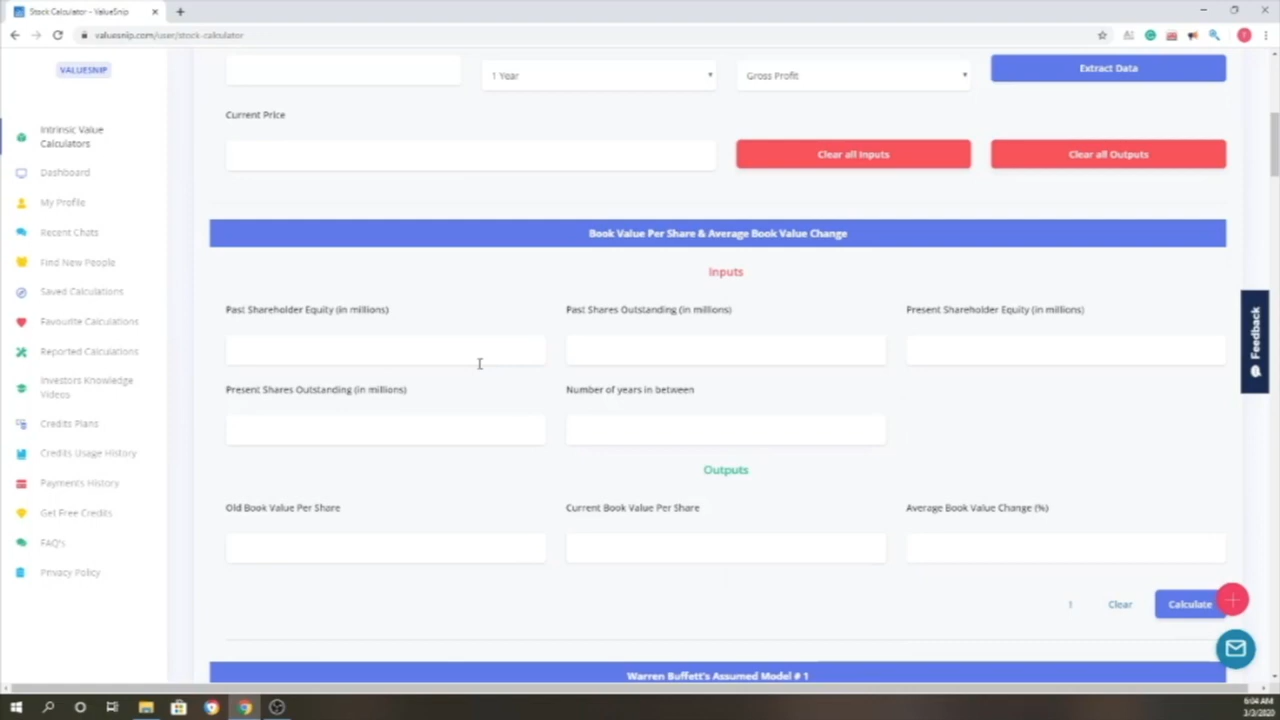 Stock Calculator - ValueSnip
valuesnip.com/user/stock-calculator
VALUESNIP
Intrinsic Value
Calculators
Dashboard
My Profile
Recent Chats
Find New People
Saved Calculations
Favourite Calculations
Reported Calculations
Investors Knowledge
Videos
Credits Plans
Credits Usage History
Payments History
Get Free Credits
FAQ's
Privacy Policy
1 Year
Gross Profit
Extract Data
Current Price
Clear all Inputs
Clear all Outputs
Book Value Per Share & Average Book Value Change
Inputs
Past Shareholder Equity (in millions)
Past Shares Outstanding (in millions)
Present Shareholder Equity (in millions)
Present Shares Outstanding (in millions)
Number of years in between
Outputs
Old Book Value Per Share
Current Book Value Per Share
Average Book Value Change (%)
1
Clear
Calculate
Warren Buffett's Assumed Model # 1
Feedback
6:04 AM
3/3/2020